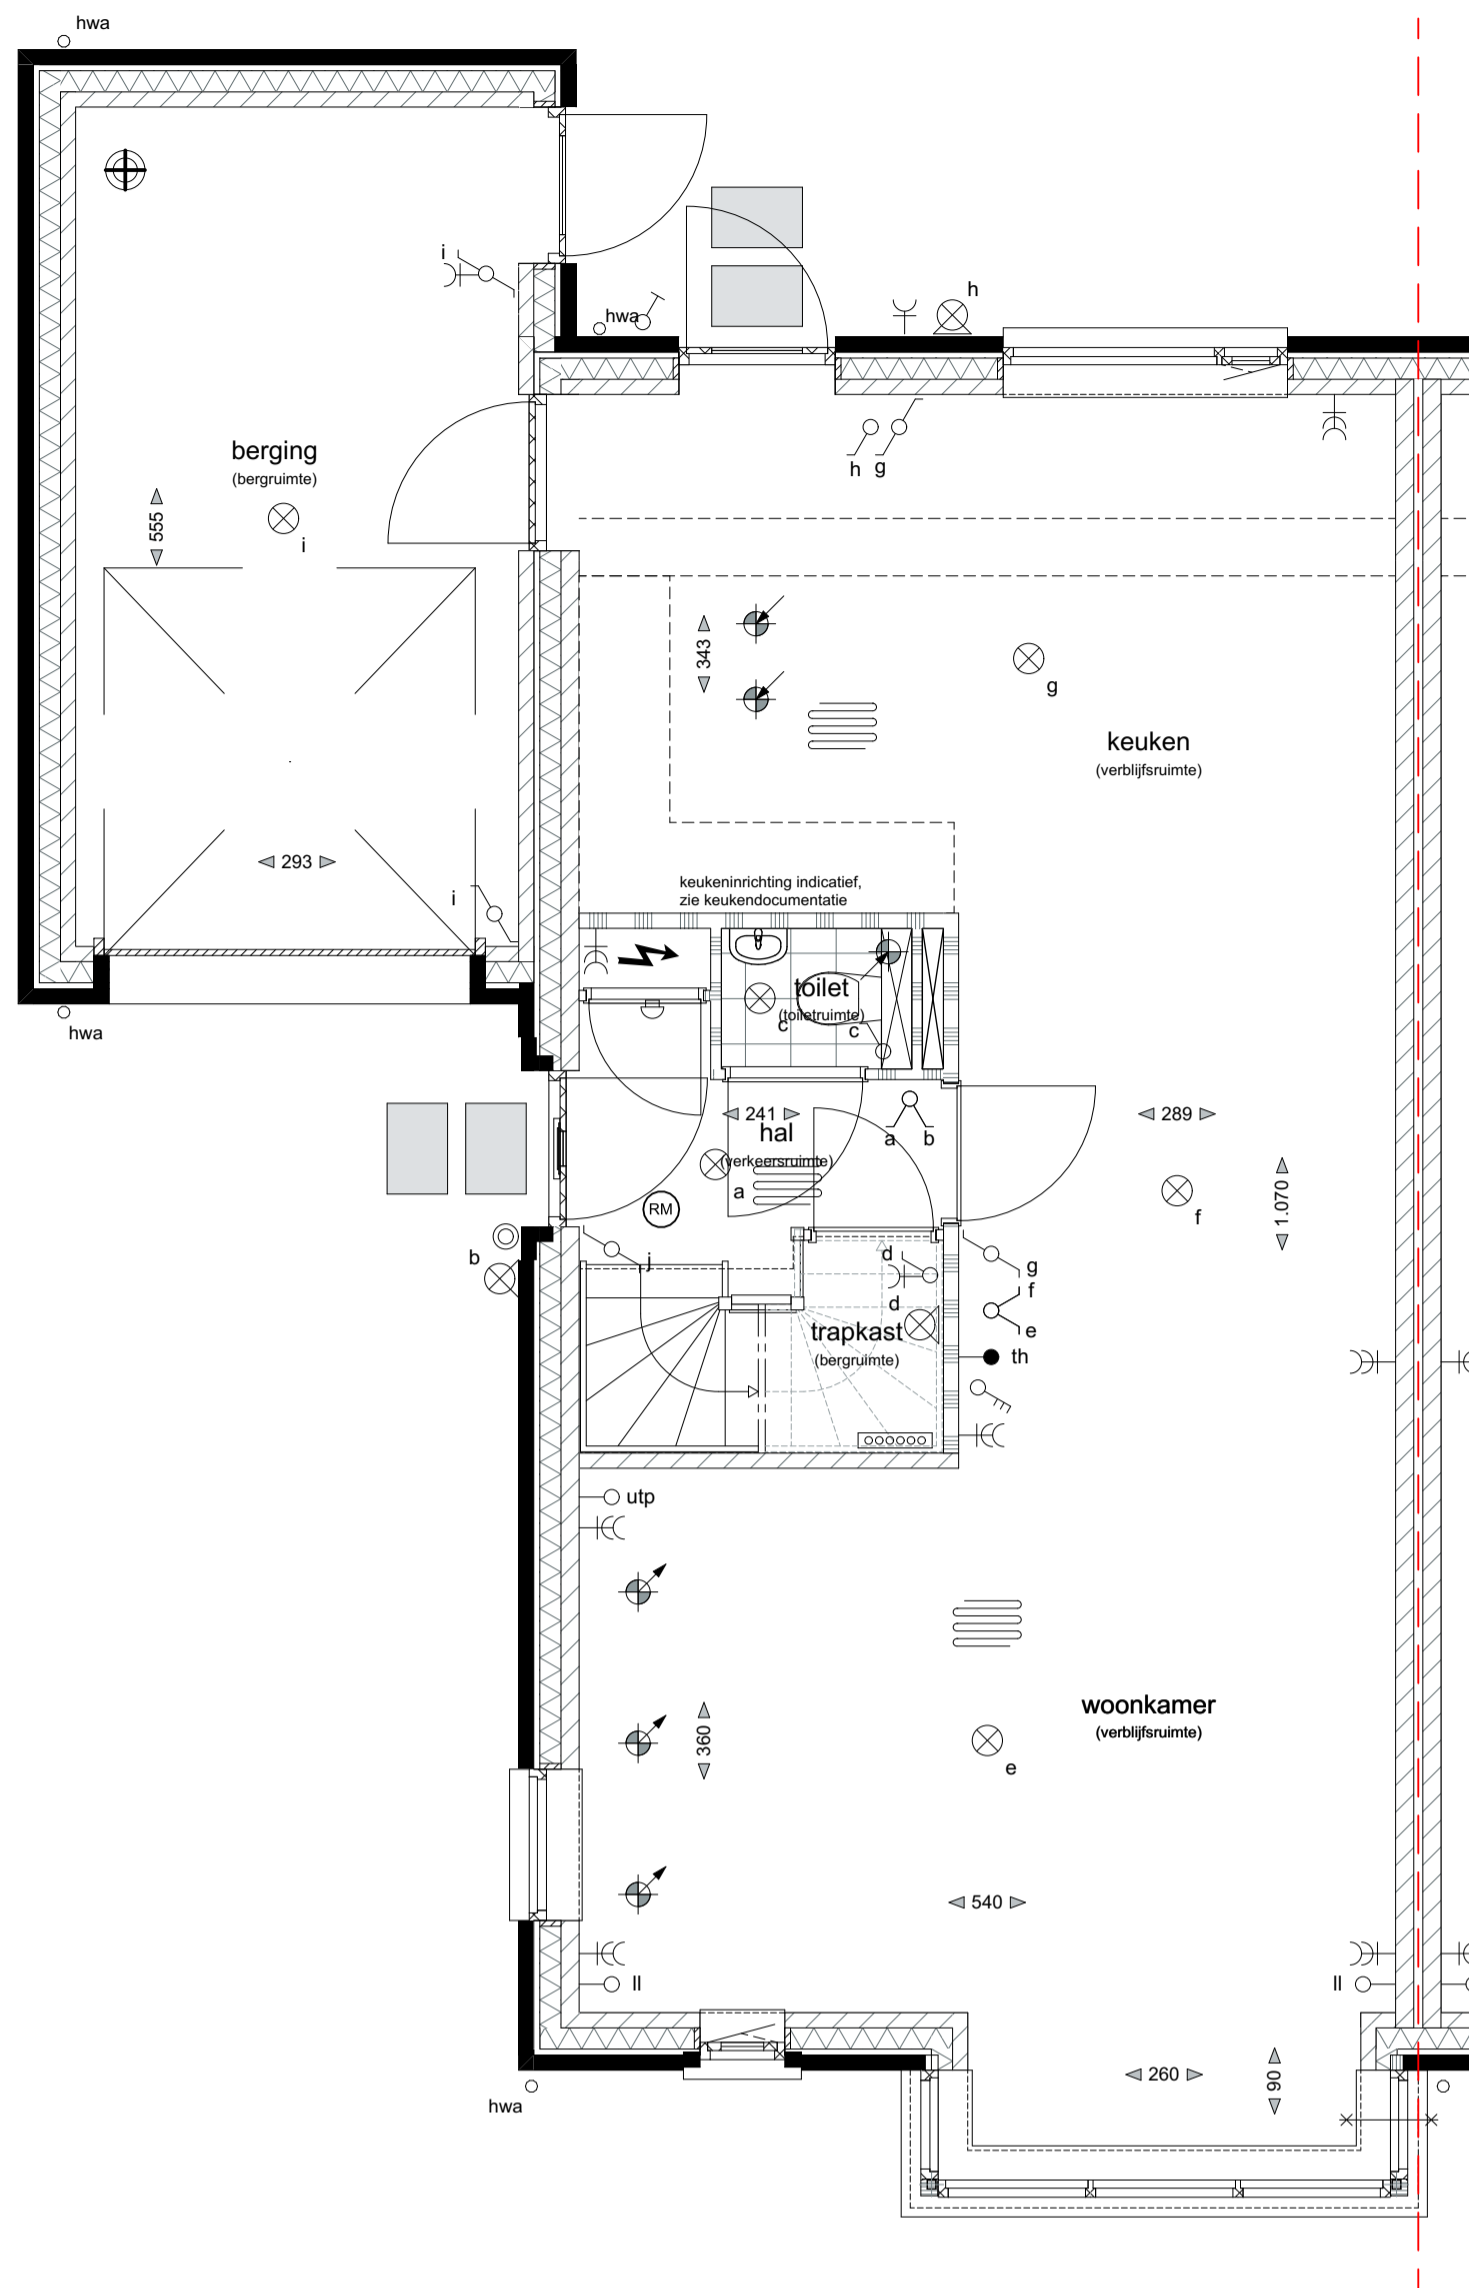 hwa
i
hwa
h
h
g
berging
(bergruimte)
555
i
343
g
keuken
(verblijfsruimte)
293
i
keukeninrichting indicatief,
zie keukendocumentatie
toilet
(toiletruimte)
c
c
hwa
241
hal
(verkeersruimte)
a
a
b
289
1.070
f
RM
b
j
d
d
trapkast
(bergruimte)
g
f
e
th
utp
woonkamer
(verblijfsruimte)
360
e
540
ll
ll
260
90
hwa